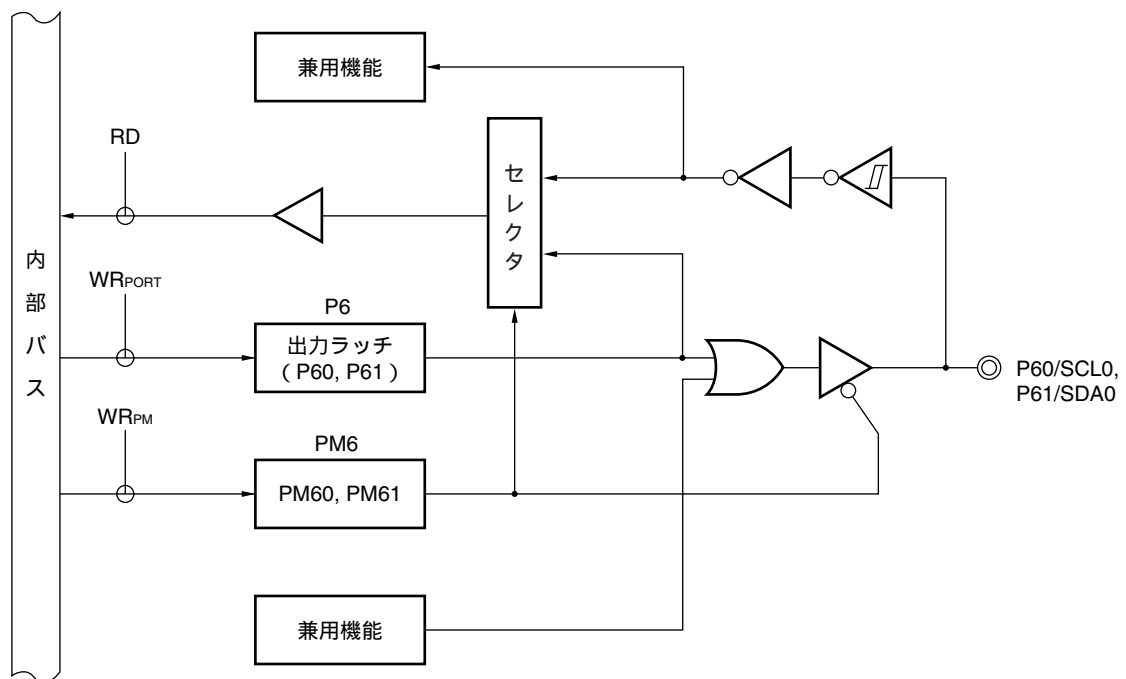 兼用機能
RD
セレクタ
内部バス
WRPORT
P6
出力ラッチ
(P60, P61)
P60/SCL0,
P61/SDA0
WRPM
PM6
PM60, PM61
兼用機能